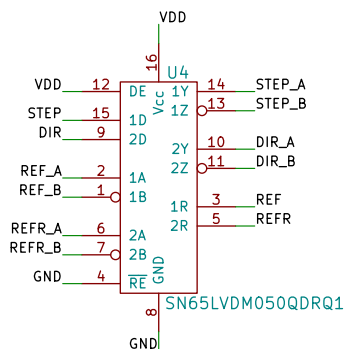 VDD
16
U4
Vcc
VDD 12 DE 1Y 14 STEP_A
1Z 13 STEP_B
STEP 15 1D
DIR 9 2D
2Y 10 DIR_A
2Z 11 DIR_B
REF_A 2 1A
REF_B 1 1B
1R 3 REF
2R 5 REFR
REFR_A 6 2A
REFR_B 7 2B
GND 4 RE
GND
8
SN65LVDM050QDRQ1
GND